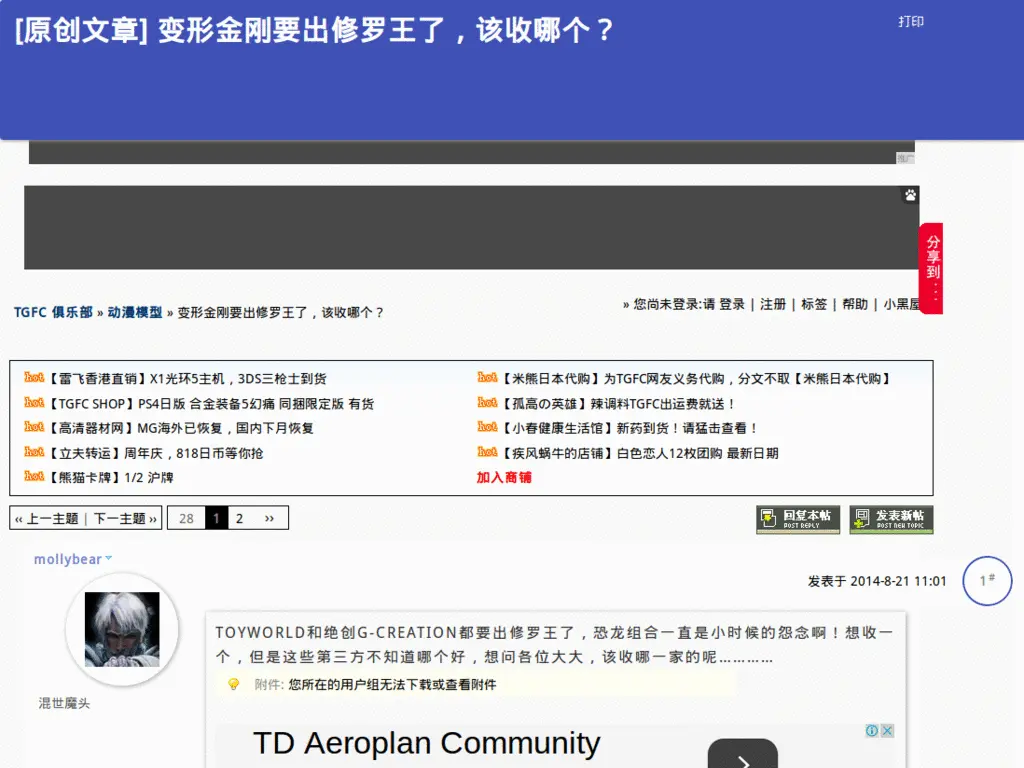 [原创文章] 变形金刚要出修罗王了，该收哪个？
打印
推广
分享到...
TGFC 俱乐部 » 动漫模型 » 变形金刚要出修罗王了，该收哪个？
» 您尚未登录:请 登录 | 注册 | 标签 | 帮助 | 小黑屋
hot【雷飞香港直销】X1光环5主机，3DS三枪士到货
hot【米熊日本代购】为TGFC网友义务代购，分文不取【米熊日本代购】
hot【TGFC SHOP】PS4日版 合金装备5幻痛 同捆限定版 有货
hot【孤高の英雄】辣调料TGFC出运费就送！
hot【高清器材网】MG海外已恢复，国内下月恢复
hot【小春健康生活馆】新药到货！请猛击查看！
hot【立夫转运】周年庆，818日币等你抢
hot【疾风蜗牛的店铺】白色恋人12枚团购 最新日期
hot【熊猫卡牌】1/2 沪牌
加入商铺
‹‹ 上一主题 | 下一主题 ››
28 1 2 ››
回复本帖
POST REPLY
发表新帖
POST NEW TOPIC
mollybear
发表于 2014-8-21 11:01
1#
TOYWORLD和绝创G-CREATION都要出修罗王了，恐龙组合一直是小时候的怨念啊！想收一
个，但是这些第三方不知道哪个好，想问各位大大，该收哪一家的呢…………
附件: 您所在的用户组无法下载或查看附件
混世魔头
TD Aeroplan Community